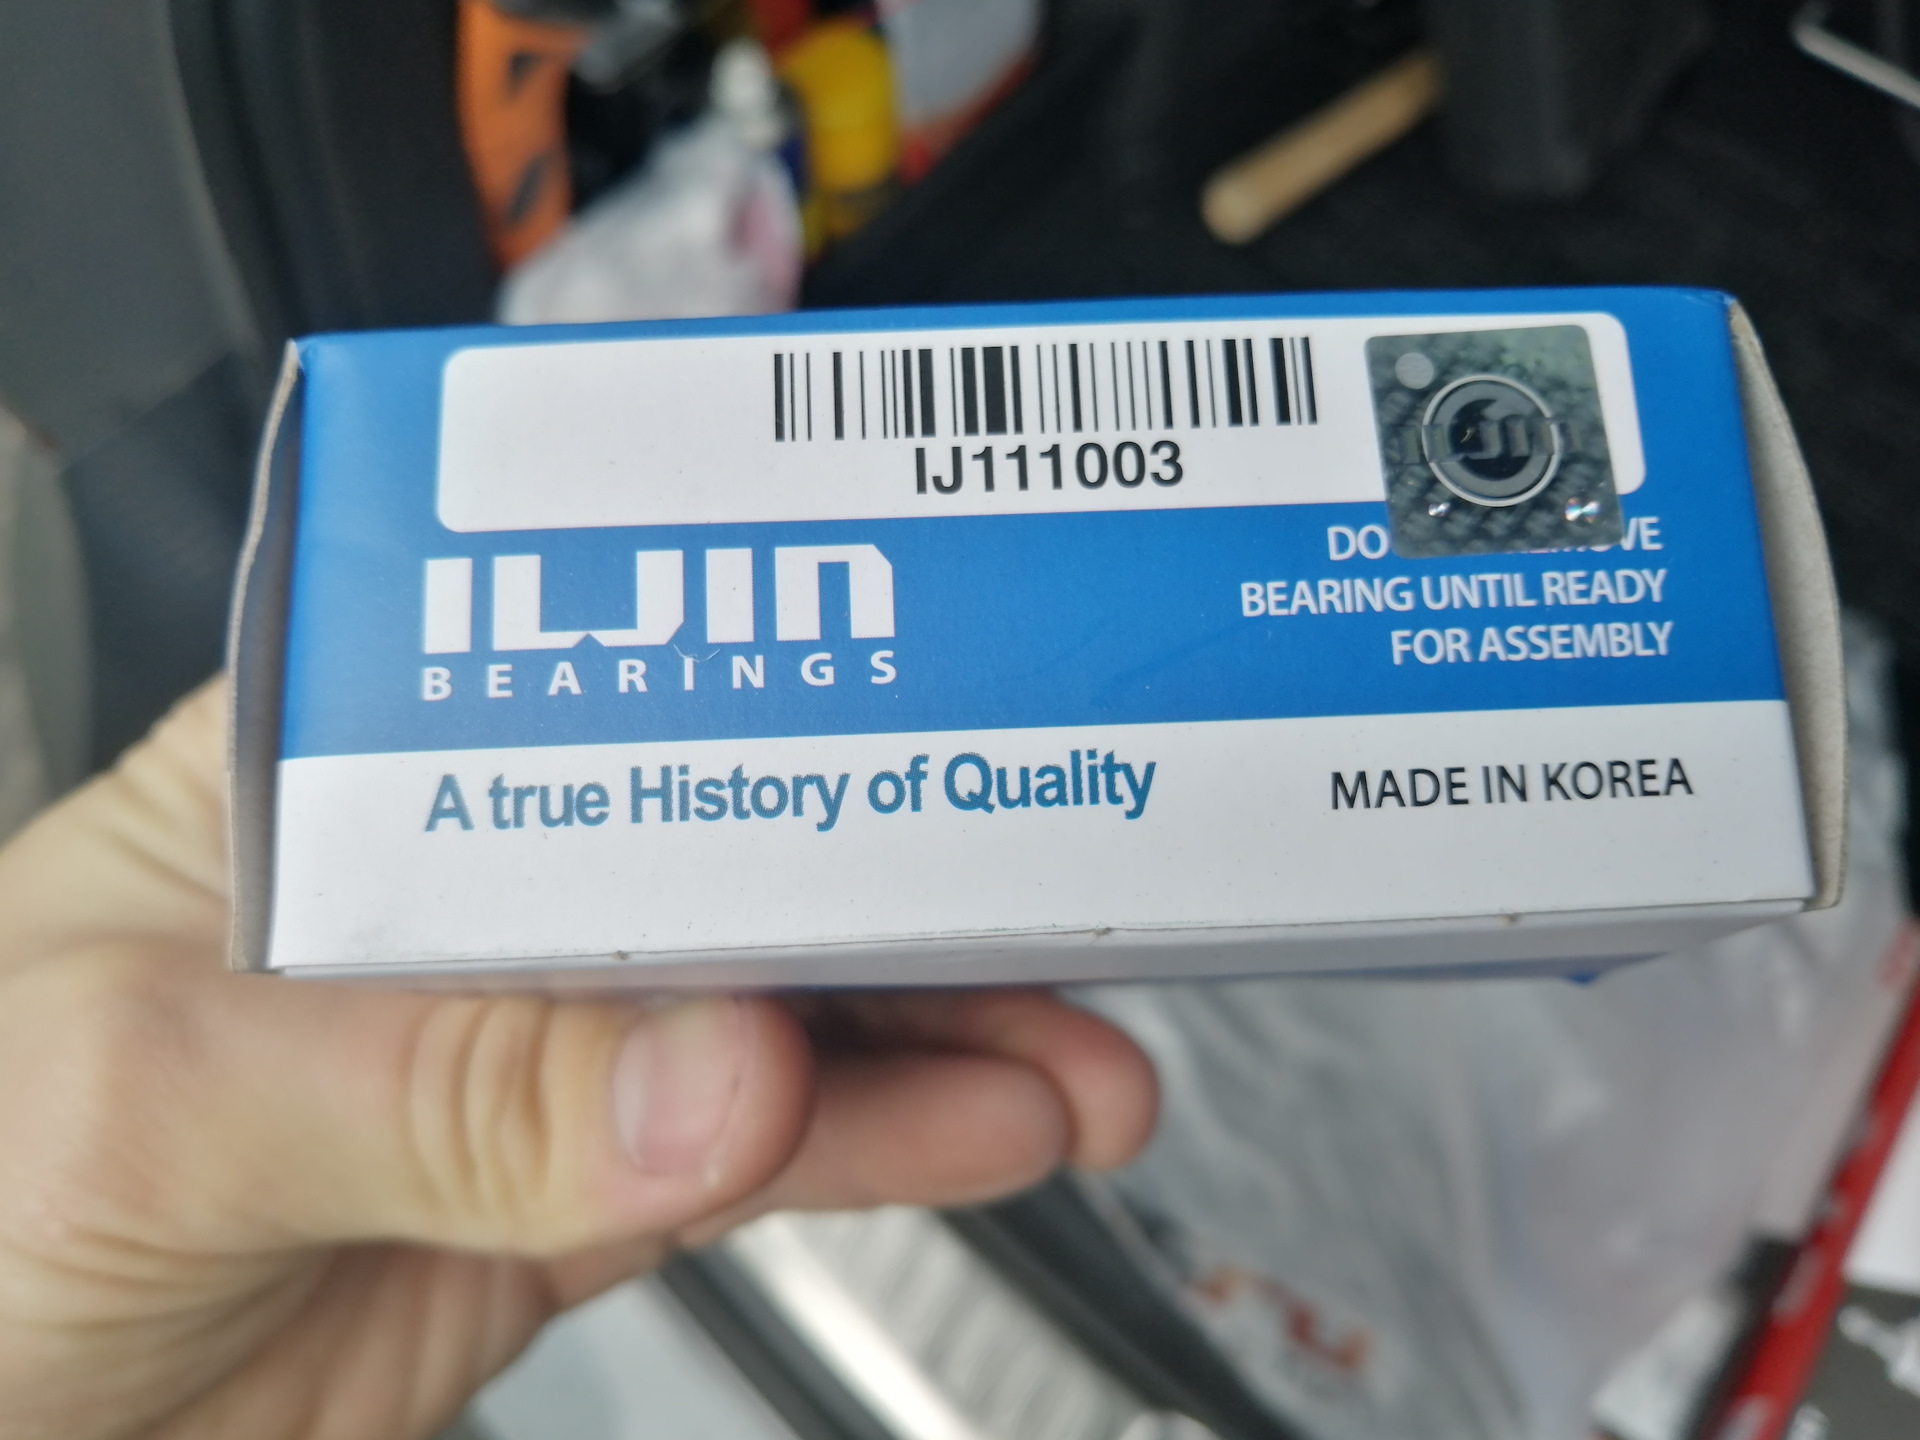 IJ111003
ILJIN
BEARINGS
DO
BEARING UNTIL READY
FOR ASSEMBLY
A true History of Quality
MADE IN KOREA